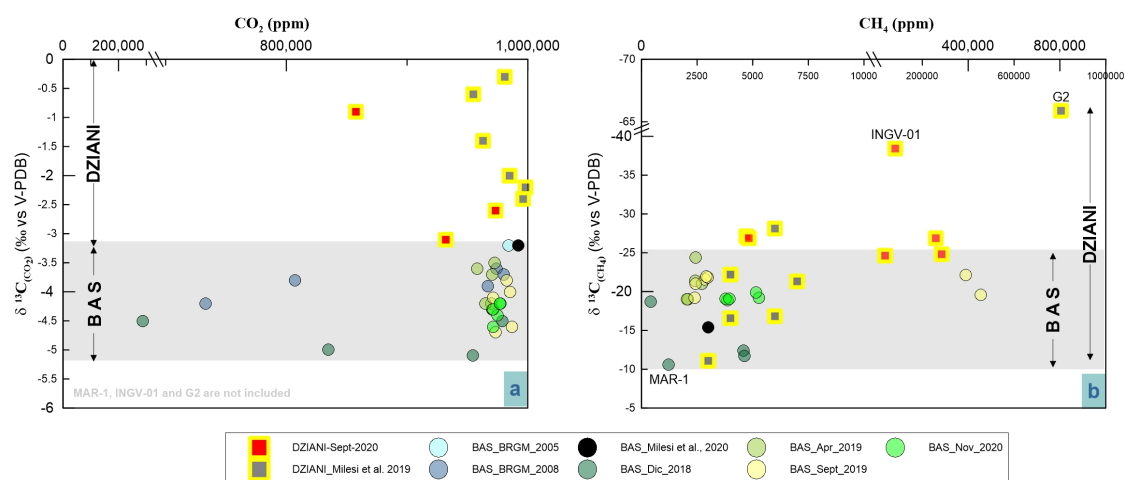 CO2 (ppm)
0 200,000 800,000 1,000,000
0
-0.5
-1
-1.5
-2
-2.5
-3
-3.5
-4
-4.5
-5
-5.5
-6
δ 13C(CO2) (‰ vs V-PDB)
DZIANI
BAS
MAR-1, INGV-01 and G2 are not included
a
CH4 (ppm)
0 400,000 800,000
2500 5000 7500 10000 200000 600000 1000000
-70
-65
-40
-35
-30
-25
-20
-15
-10
-5
δ 13C(CH4) (‰ vs V-PDB)
G2
INGV-01
MAR-1
DZIANI
BAS
b
DZIANI-Sept-2020 BAS_BRGM_2005 BAS_Milesi et al., 2020 BAS_Apr_2019 BAS_Nov_2020
DZIANI_Milesi et al. 2019 BAS_BRGM_2008 BAS_Dic_2018 BAS_Sept_2019